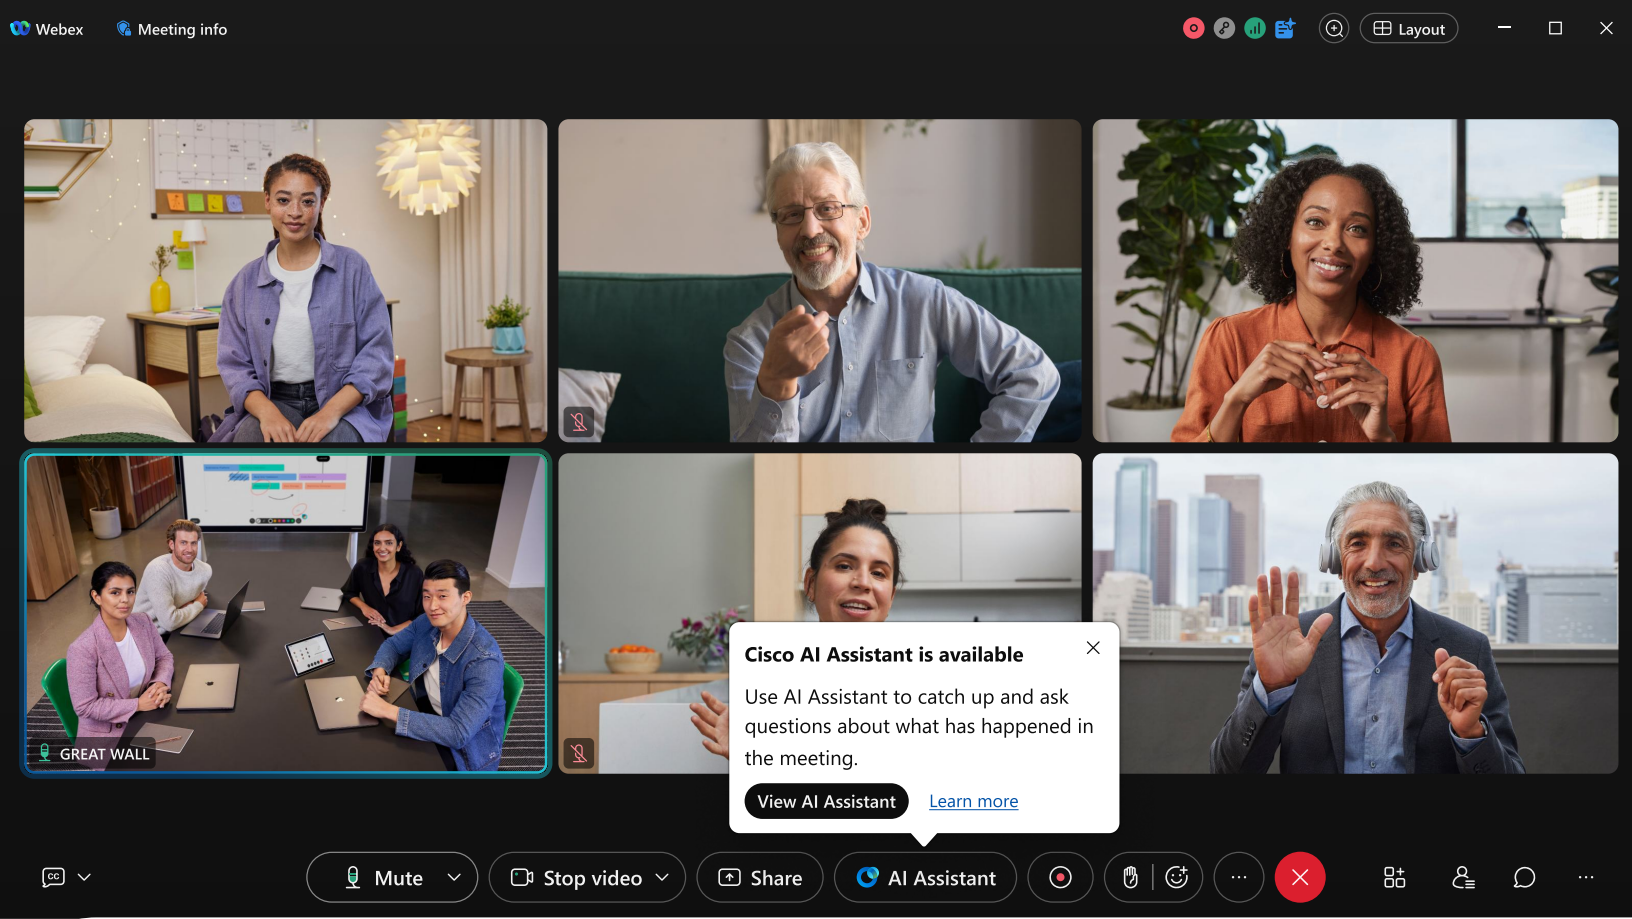 Webex
Meeting info
Layout
GREAT WALL
Cisco AI Assistant is available
Use AI Assistant to catch up and ask
questions about what has happened in
the meeting.
View AI Assistant
Learn more
CC
Mute
Stop video
Share
AI Assistant